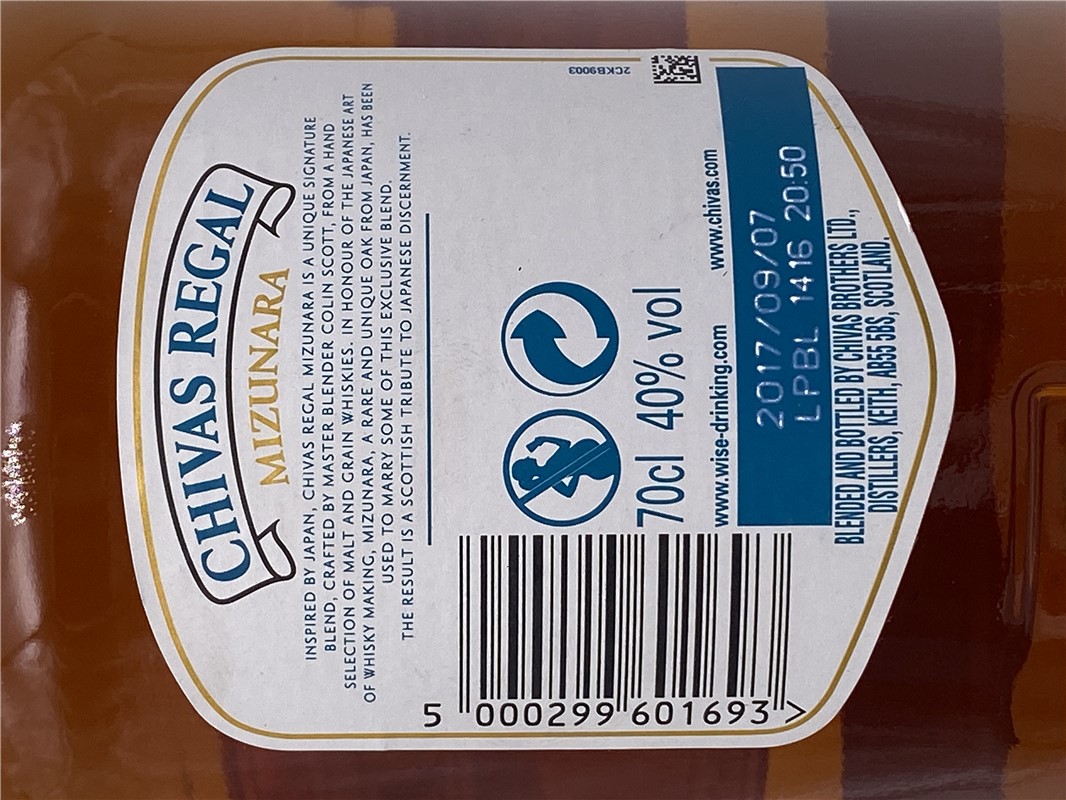 CHIVAS REGAL
MIZUNARA
INSPIRED BY JAPAN, CHIVAS REGAL MIZUNARA IS A UNIQUE SIGNATURE
BLEND, CRAFTED BY MASTER BLENDER COLIN SCOTT, FROM A HAND
SELECTION OF MALT AND GRAIN WHISKIES. IN HONOUR OF THE JAPANESE ART
OF WHISKY MAKING, MIZUNARA, A RARE AND UNIQUE OAK FROM JAPAN, HAS BEEN
USED TO MARRY SOME OF THIS EXCLUSIVE BLEND.
THE RESULT IS A SCOTTISH TRIBUTE TO JAPANESE DISCERNMENT.
5 000299 601693 >
70cl 40% vol
www.wise-drinking.com www.chivas.com
2017/09/07
LPBL 1416 20:50
BLENDED AND BOTTLED BY CHIVAS BROTHERS LTD.,
DISTILLERS, KEITH, AB55 5BS, SCOTLAND.
2CKB9003